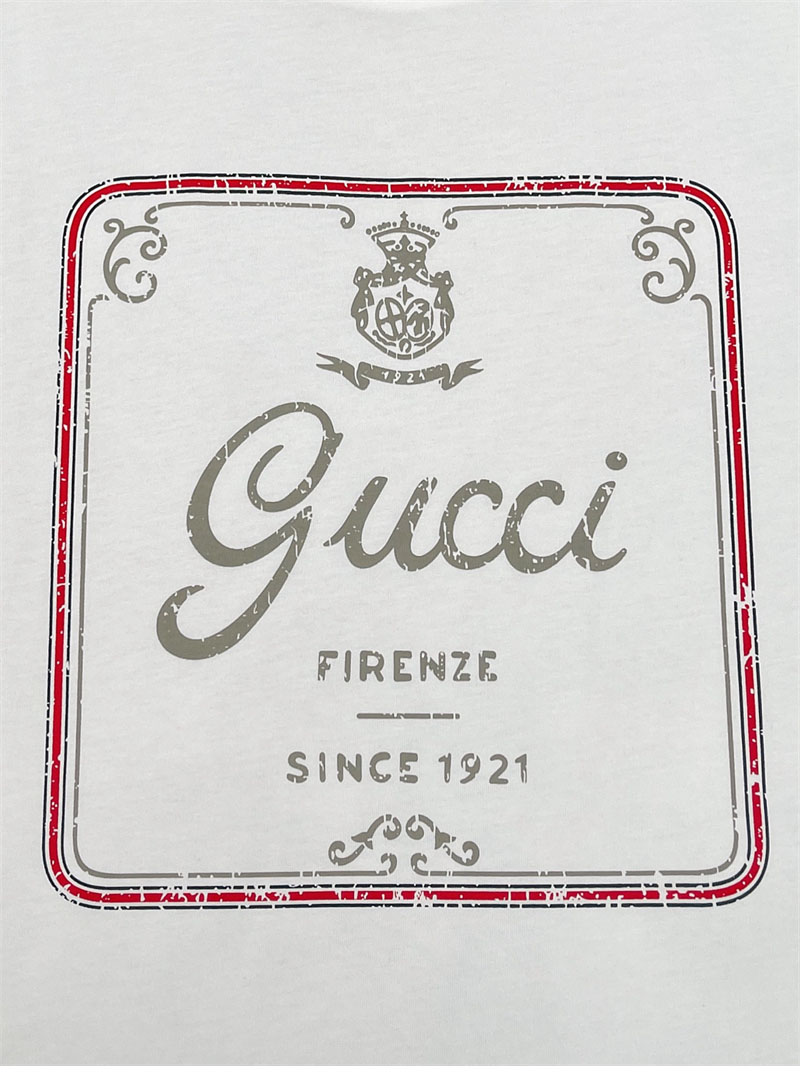 1921
Gucci
FIRENZE
SINCE 1921